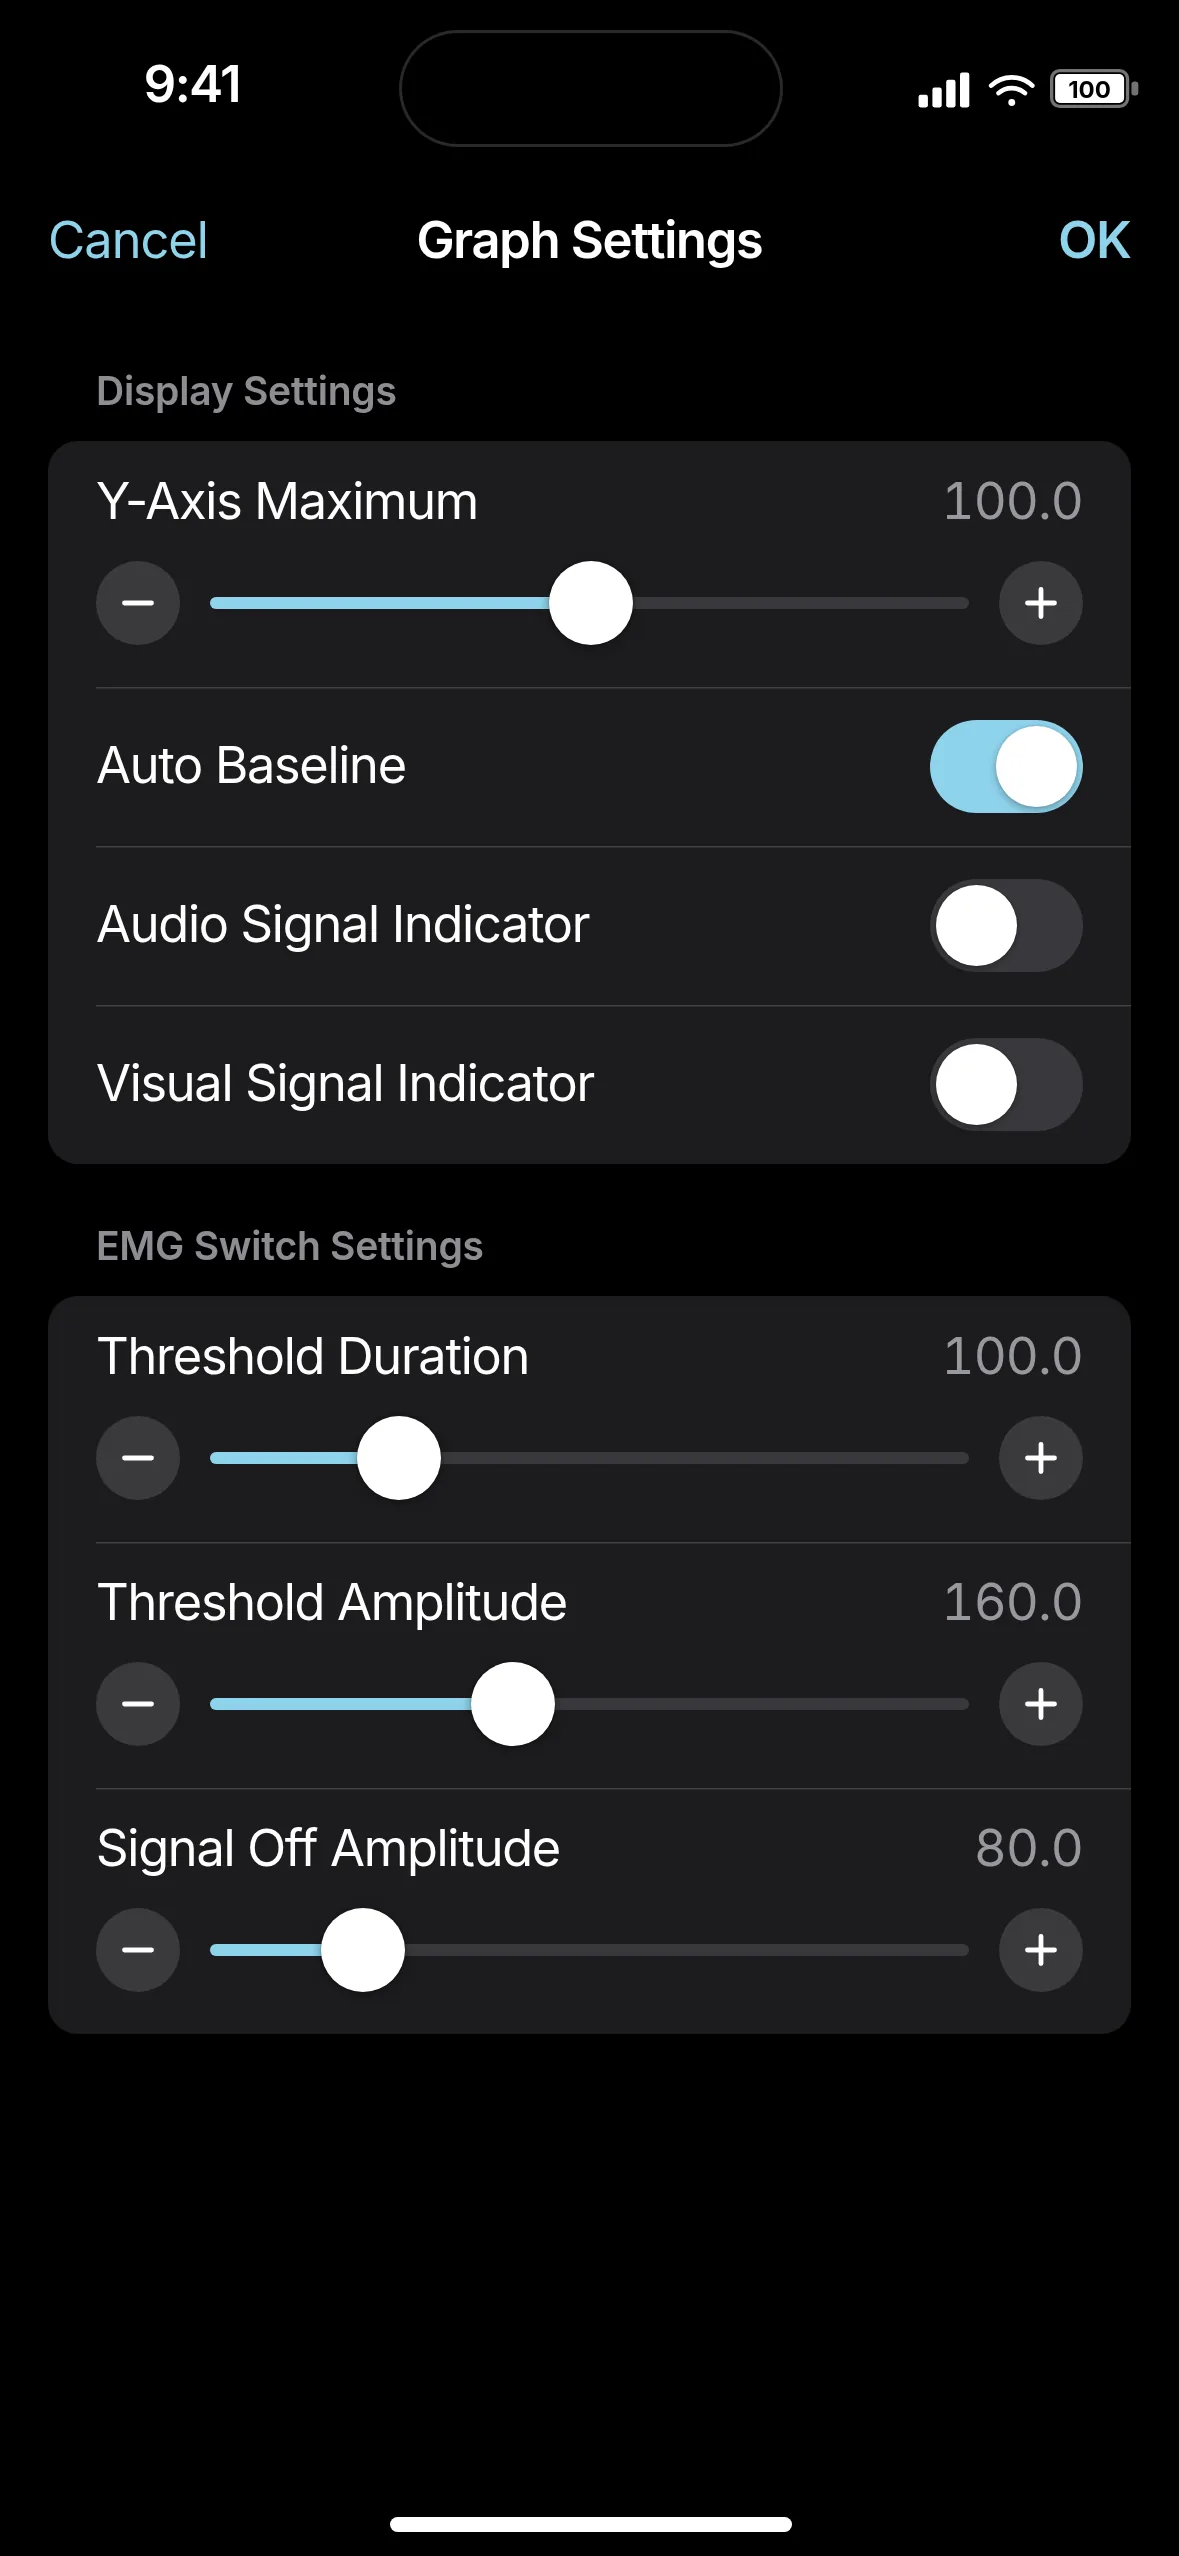 9:41
100
Cancel
Graph Settings
OK
Display Settings
Y-Axis Maximum
100.0
Auto Baseline
Audio Signal Indicator
Visual Signal Indicator
EMG Switch Settings
Threshold Duration
100.0
Threshold Amplitude
160.0
Signal Off Amplitude
80.0